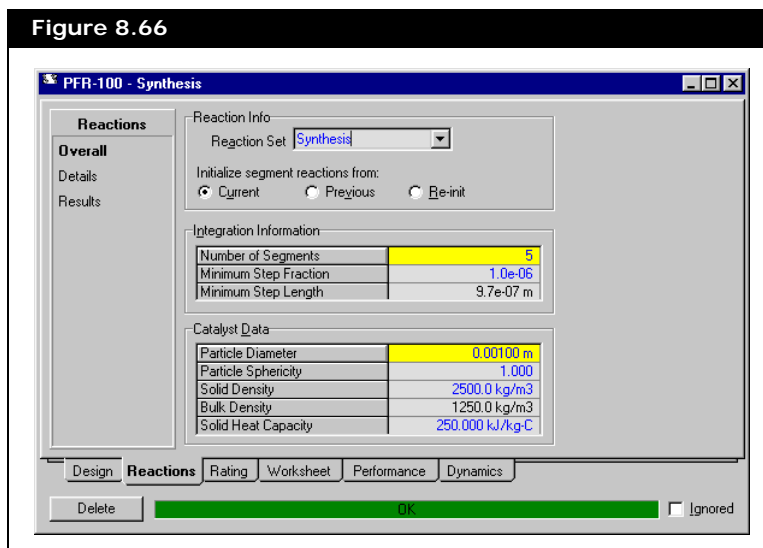 Figure 8.66
PFR-100 - Synthesis
Reactions
Overall
Details
Results
Reaction Info
Reaction Set Synthesis
Initialize segment reactions from:
Current Previous Re-init
Integration Information
Number of Segments 5
Minimum Step Fraction 1.0e-06
Minimum Step Length 9.7e-07 m
Catalyst Data
Particle Diameter 0.00100 m
Particle Sphericity 1.000
Solid Density 2500.0 kg/m3
Bulk Density 1250.0 kg/m3
Solid Heat Capacity 250.000 kJ/kg-C
Design Reactions Rating Worksheet Performance Dynamics
Delete OK Ignored